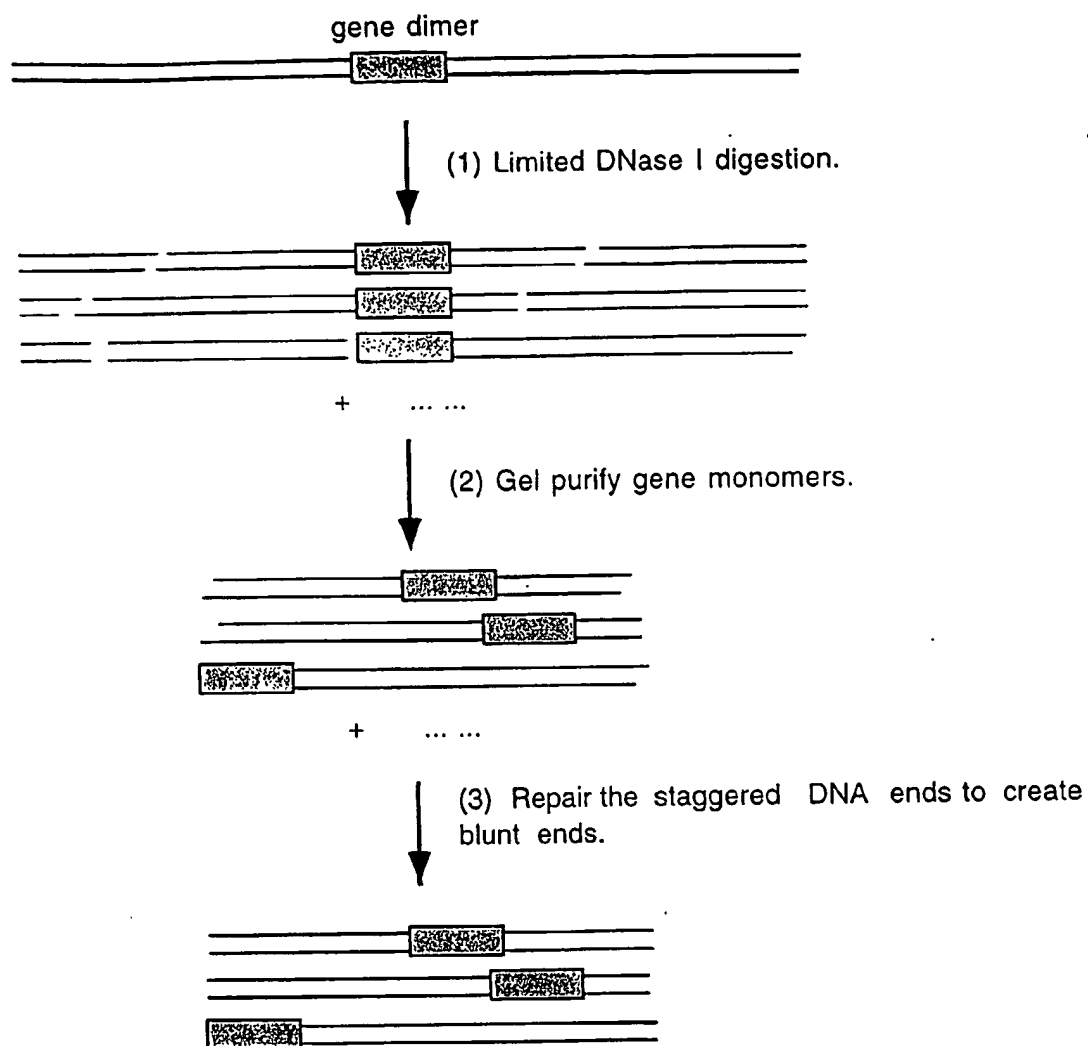 gene dimer
(1) Limited DNase I digestion.
+ ... ...
(2) Gel purify gene monomers.
+ ... ...
(3) Repair the staggered DNA ends to create
blunt ends.